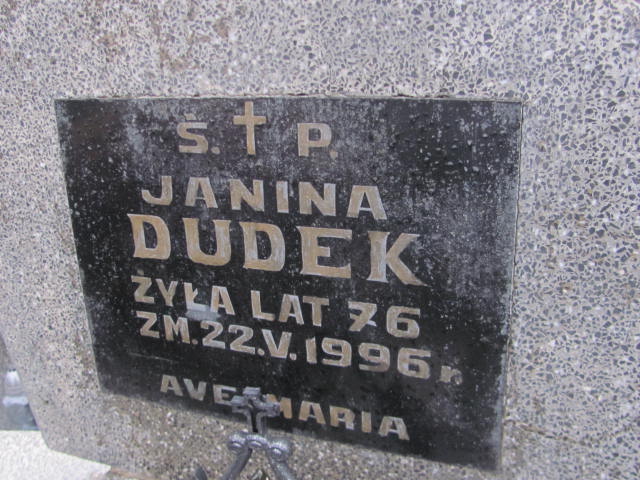 Ś. P.
JANINA
DUDEK
ŻYŁA LAT 76
ZM. 22.V.1996 r.
AVE MARIA